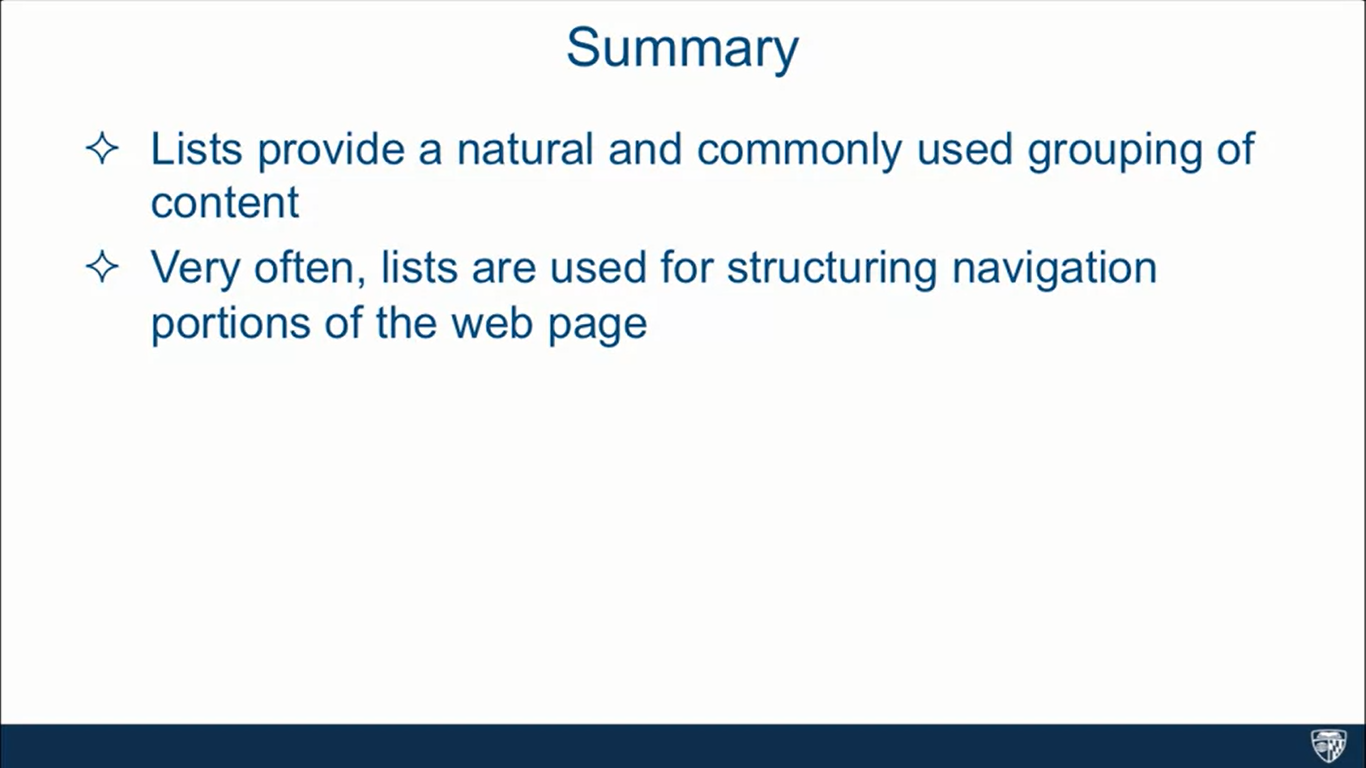 Summary
✧ Lists provide a natural and commonly used grouping of
content
✧ Very often, lists are used for structuring navigation
portions of the web page